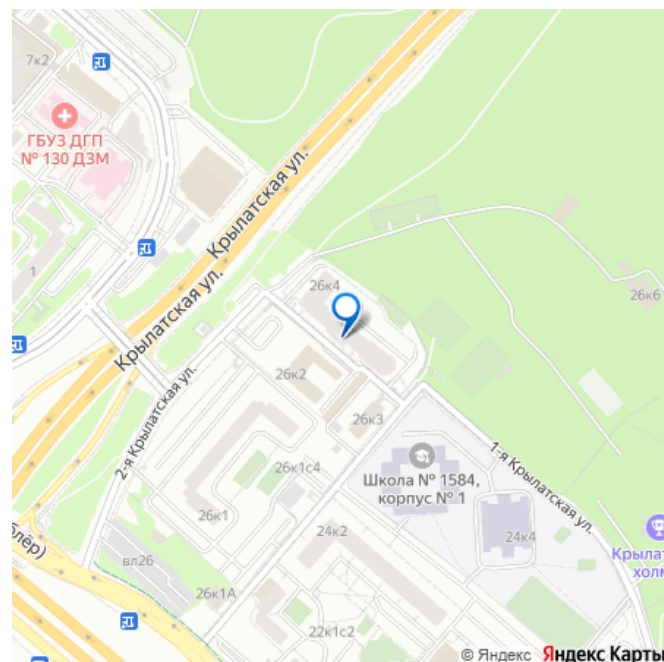 7к2
ГБУЗ ДГП
№ 130 ДЗМ
Крылатская ул.
1
Крылатская ул.
26к4
26к6
26к2
2-я Крылатская ул.
26к3
1-я Крылатская ул.
26к1с4
Школа № 1584,
корпус № 1
26к1
24к2
24к4
вл26
26к1А
22к1с2
© Яндекс Яндекс Карты